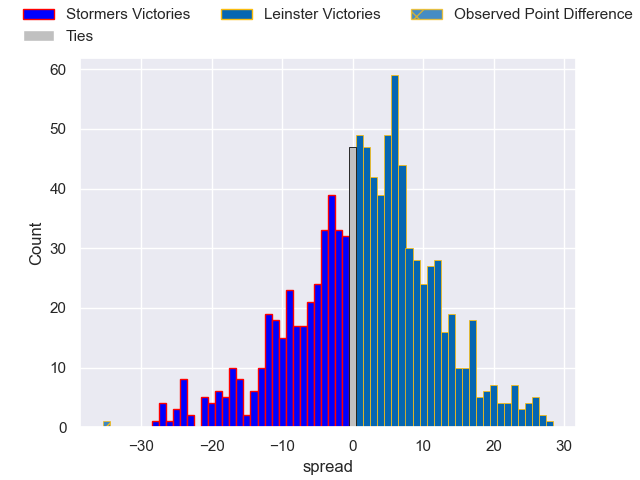 Stormers Victories Leinster Victories Observed Point Difference
Ties
60
50
40
30
20
10
0
Count
−30 −20 −10 0 10 20 30
spread